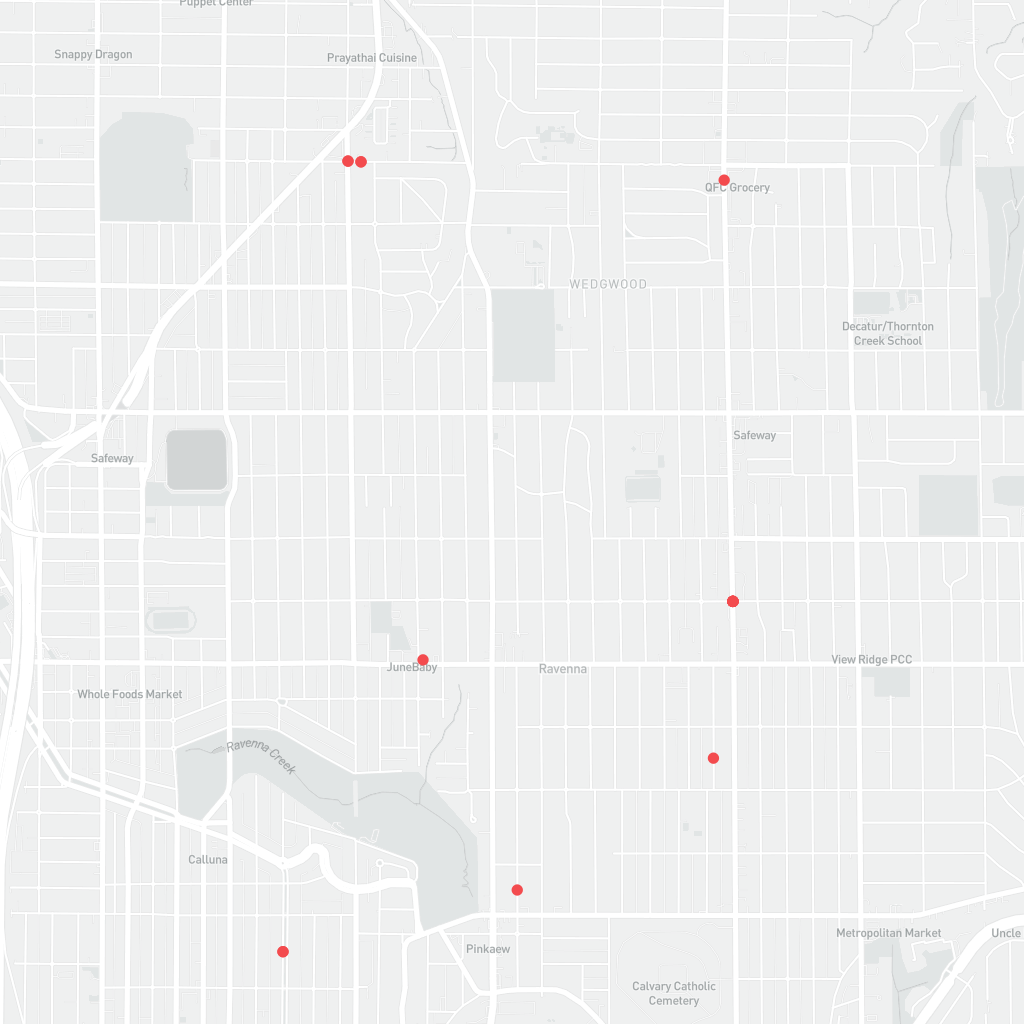 Puppet Center
Snappy Dragon
Prayathai Cuisine
QFC Grocery
WEDGWOOD
Decatur/Thornton
Creek School
Safeway
Safeway
JuneBaby
Ravenna
View Ridge PCC
Whole Foods Market
Ravenna Creek
Calluna
Metropolitan Market
Uncle
Pinkaew
Calvary Catholic
Cemetery